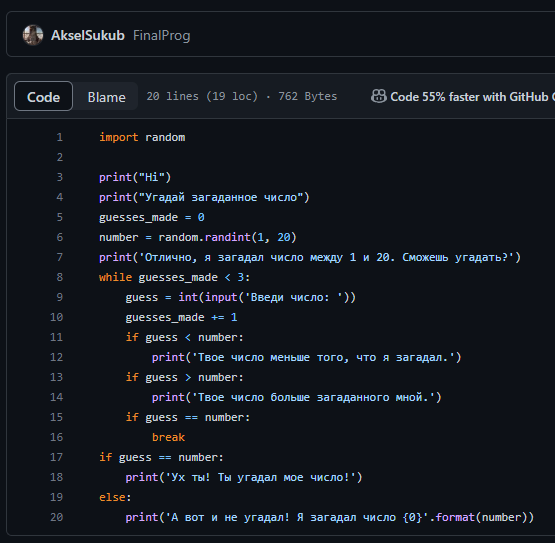 AkselSukub FinalProg
Code Blame 20 lines (19 loc) · 762 Bytes Code 55% faster with GitHub
1 import random
2
3 print("Hi")
4 print("Угадай загаданное число")
5 guesses_made = 0
6 number = random.randint(1, 20)
7 print('Отлично, я загадал число между 1 и 20. Сможешь угадать?')
8 while guesses_made < 3:
9     guess = int(input('Введи число: '))
10     guesses_made += 1
11     if guess < number:
12         print('Твое число меньше того, что я загадал.')
13     if guess > number:
14         print('Твое число больше загаданного мной.')
15     if guess == number:
16         break
17 if guess == number:
18     print('Ух ты! Ты угадал мое число!')
19 else:
20     print('А вот и не угадал! Я загадал число {0}'.format(number))